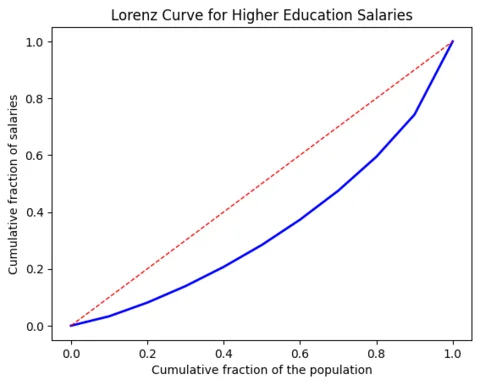 Lorenz Curve for Higher Education Salaries
1.0
0.8
0.6
0.4
0.2
0.0
Cumulative fraction of salaries
0.0 0.2 0.4 0.6 0.8 1.0
Cumulative fraction of the population